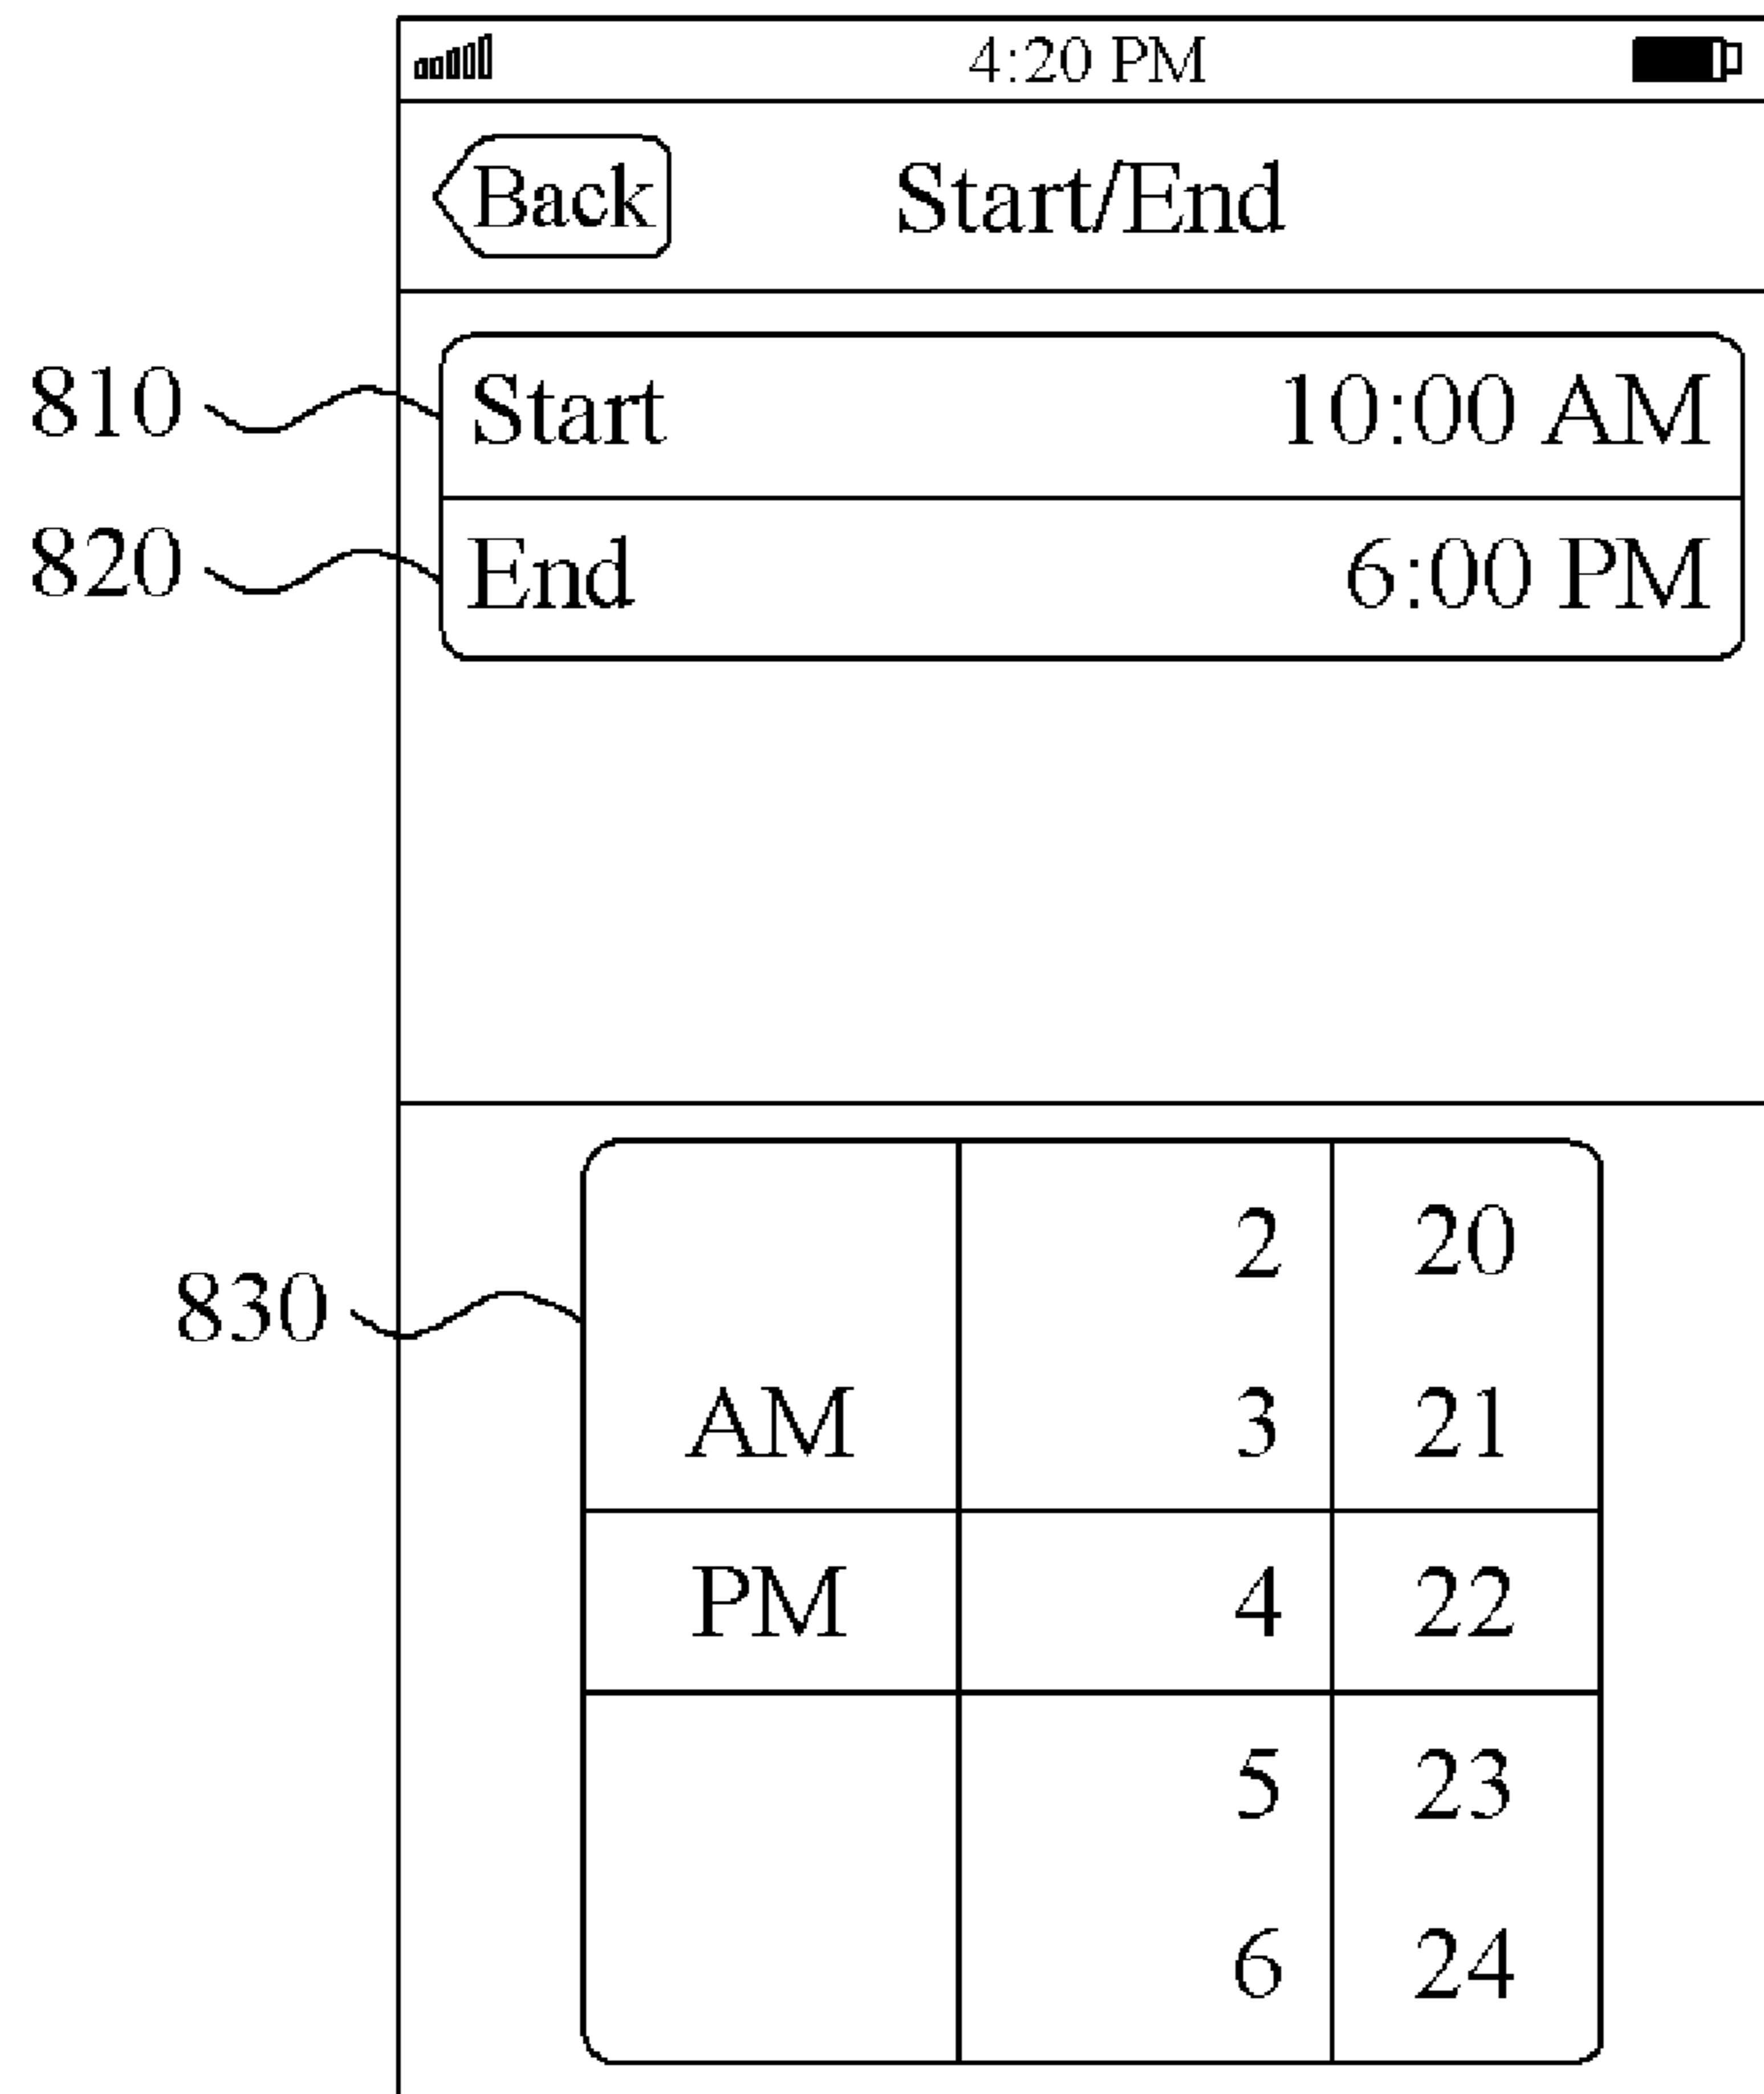 4:20 PM
Back Start/End
810 Start 10:00 AM
820 End 6:00 PM
2 20
830
AM 3 21
PM 4 22
5 23
6 24